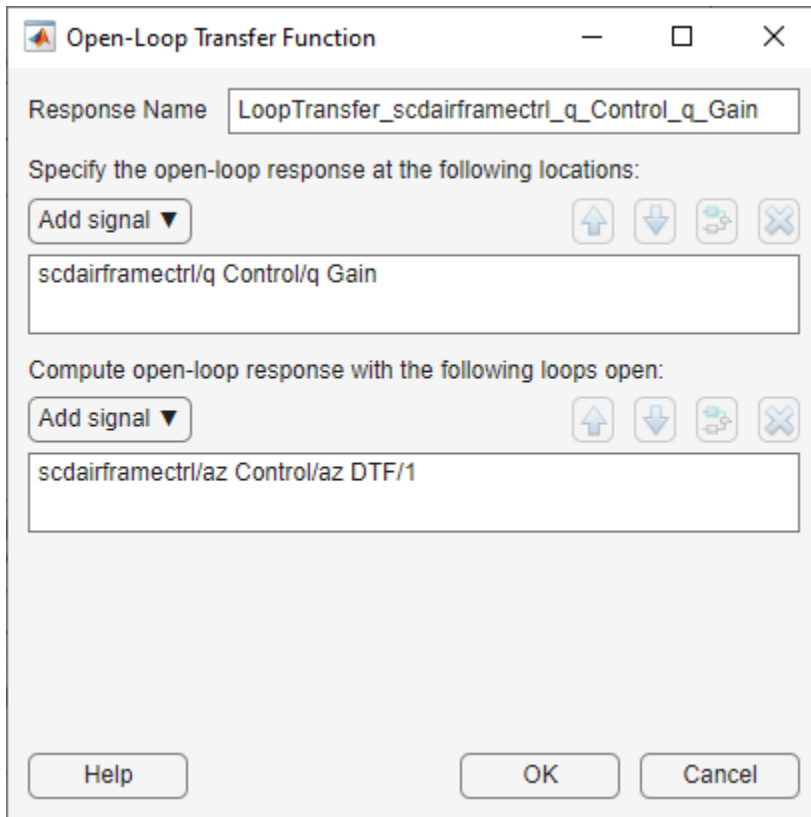 Open-Loop Transfer Function
Response Name LoopTransfer_scdairframectrl_q_Control_q_Gain
Specify the open-loop response at the following locations:
Add signal ▼
scdairframectrl/q Control/q Gain
Compute open-loop response with the following loops open:
Add signal ▼
scdairframectrl/az Control/az DTF/1
Help OK Cancel